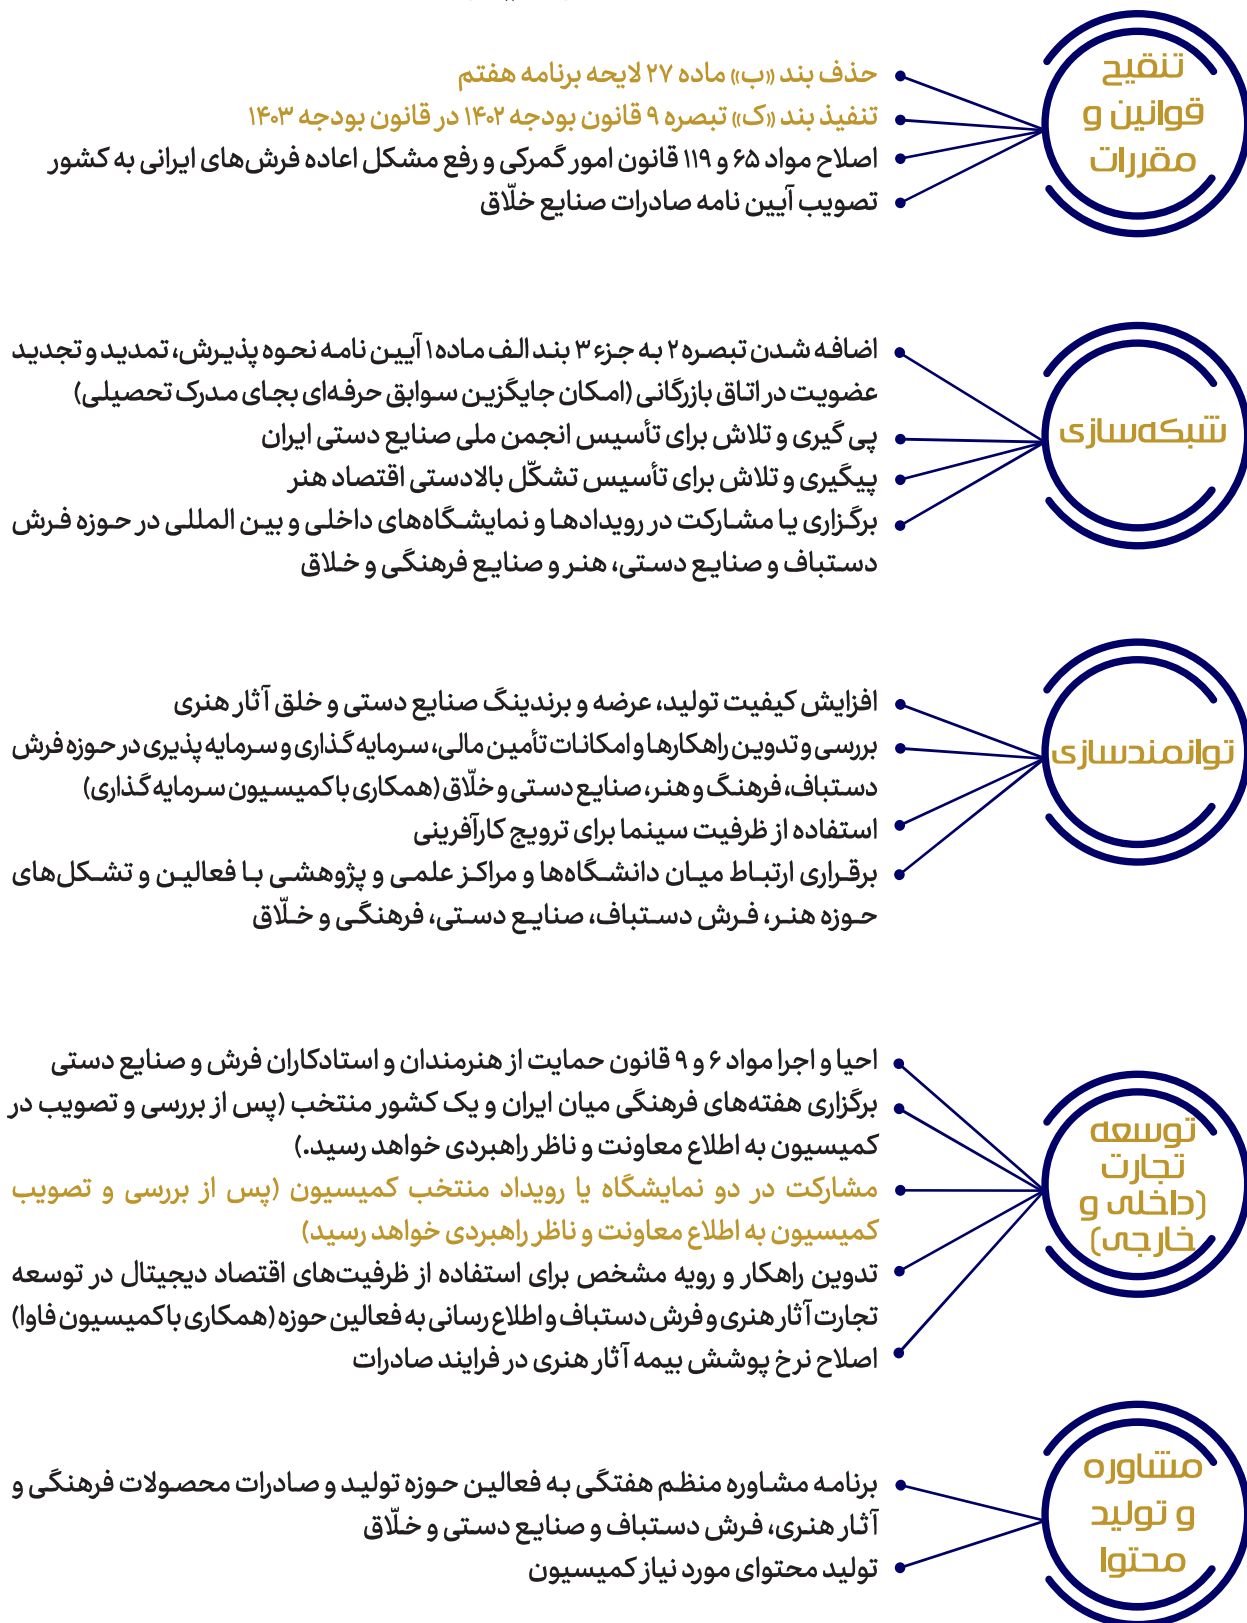 تنقیح
قوانین و
مقررات
حذف بند «ب» ماده ۲۷ لایحه برنامه هفتم
تنفیذ بند «ک» تبصره ۹ قانون بودجه ۱۴۰۲ در قانون بودجه ۱۴۰۳
اصلاح مواد ۶۵ و ۱۱۹ قانون امور گمرکی و رفع مشکل اعاده فرش‌های ایرانی به کشور
تصویب آیین نامه صادرات صنایع خلّاق
شبکه‌سازی
اضافه شدن تبصره ۲ به جزء ۳ بند الف ماده ۱ آیین نامه نحوه پذیرش، تمدید و تجدید
عضویت در اتاق بازرگانی (امکان جایگزین سوابق حرفه‌ای بجای مدرک تحصیلی)
پی گیری و تلاش برای تأسیس انجمن ملی صنایع دستی ایران
پیگیری و تلاش برای تأسیس تشکّل بالادستی اقتصاد هنر
برگزاری یا مشارکت در رویدادها و نمایشگاه‌های داخلی و بین المللی در حوزه فرش
دستباف و صنایع دستی، هنر و صنایع فرهنگی و خلاق
توانمندسازی
افزایش کیفیت تولید، عرضه و برندینگ صنایع دستی و خلق آثار هنری
بررسی و تدوین راهکارها و امکانات تأمین مالی، سرمایه گذاری و سرمایه پذیری در حوزه فرش
دستباف، فرهنگ و هنر، صنایع دستی و خلّاق (همکاری با کمیسیون سرمایه گذاری)
استفاده از ظرفیت سینما برای ترویج کارآفرینی
برقراری ارتباط میان دانشگاه‌ها و مراکز علمی و پژوهشی با فعالین و تشکل‌های
حوزه هنر، فرش دستباف، صنایع دستی، فرهنگی و خلّاق
توسعه
تجارت
(داخلی و
خارجی)
احیا و اجرا مواد ۶ و ۹ قانون حمایت از هنرمندان و استادکاران فرش و صنایع دستی
برگزاری هفته‌های فرهنگی میان ایران و یک کشور منتخب (پس از بررسی و تصویب در
کمیسیون به اطلاع معاونت و ناظر راهبردی خواهد رسید.)
مشارکت در دو نمایشگاه یا رویداد منتخب کمیسیون (پس از بررسی و تصویب
کمیسیون به اطلاع معاونت و ناظر راهبردی خواهد رسید)
تدوین راهکار و رویه مشخص برای استفاده از ظرفیت‌های اقتصاد دیجیتال در توسعه
تجارت آثار هنری و فرش دستباف و اطلاع رسانی به فعالین حوزه (همکاری با کمیسیون فاوا)
اصلاح نرخ پوشش بیمه آثار هنری در فرایند صادرات
مشاوره
و تولید
محتوا
برنامه مشاوره منظم هفتگی به فعالین حوزه تولید و صادرات محصولات فرهنگی و
آثار هنری، فرش دستباف و صنایع دستی و خلّاق
تولید محتوای مورد نیاز کمیسیون